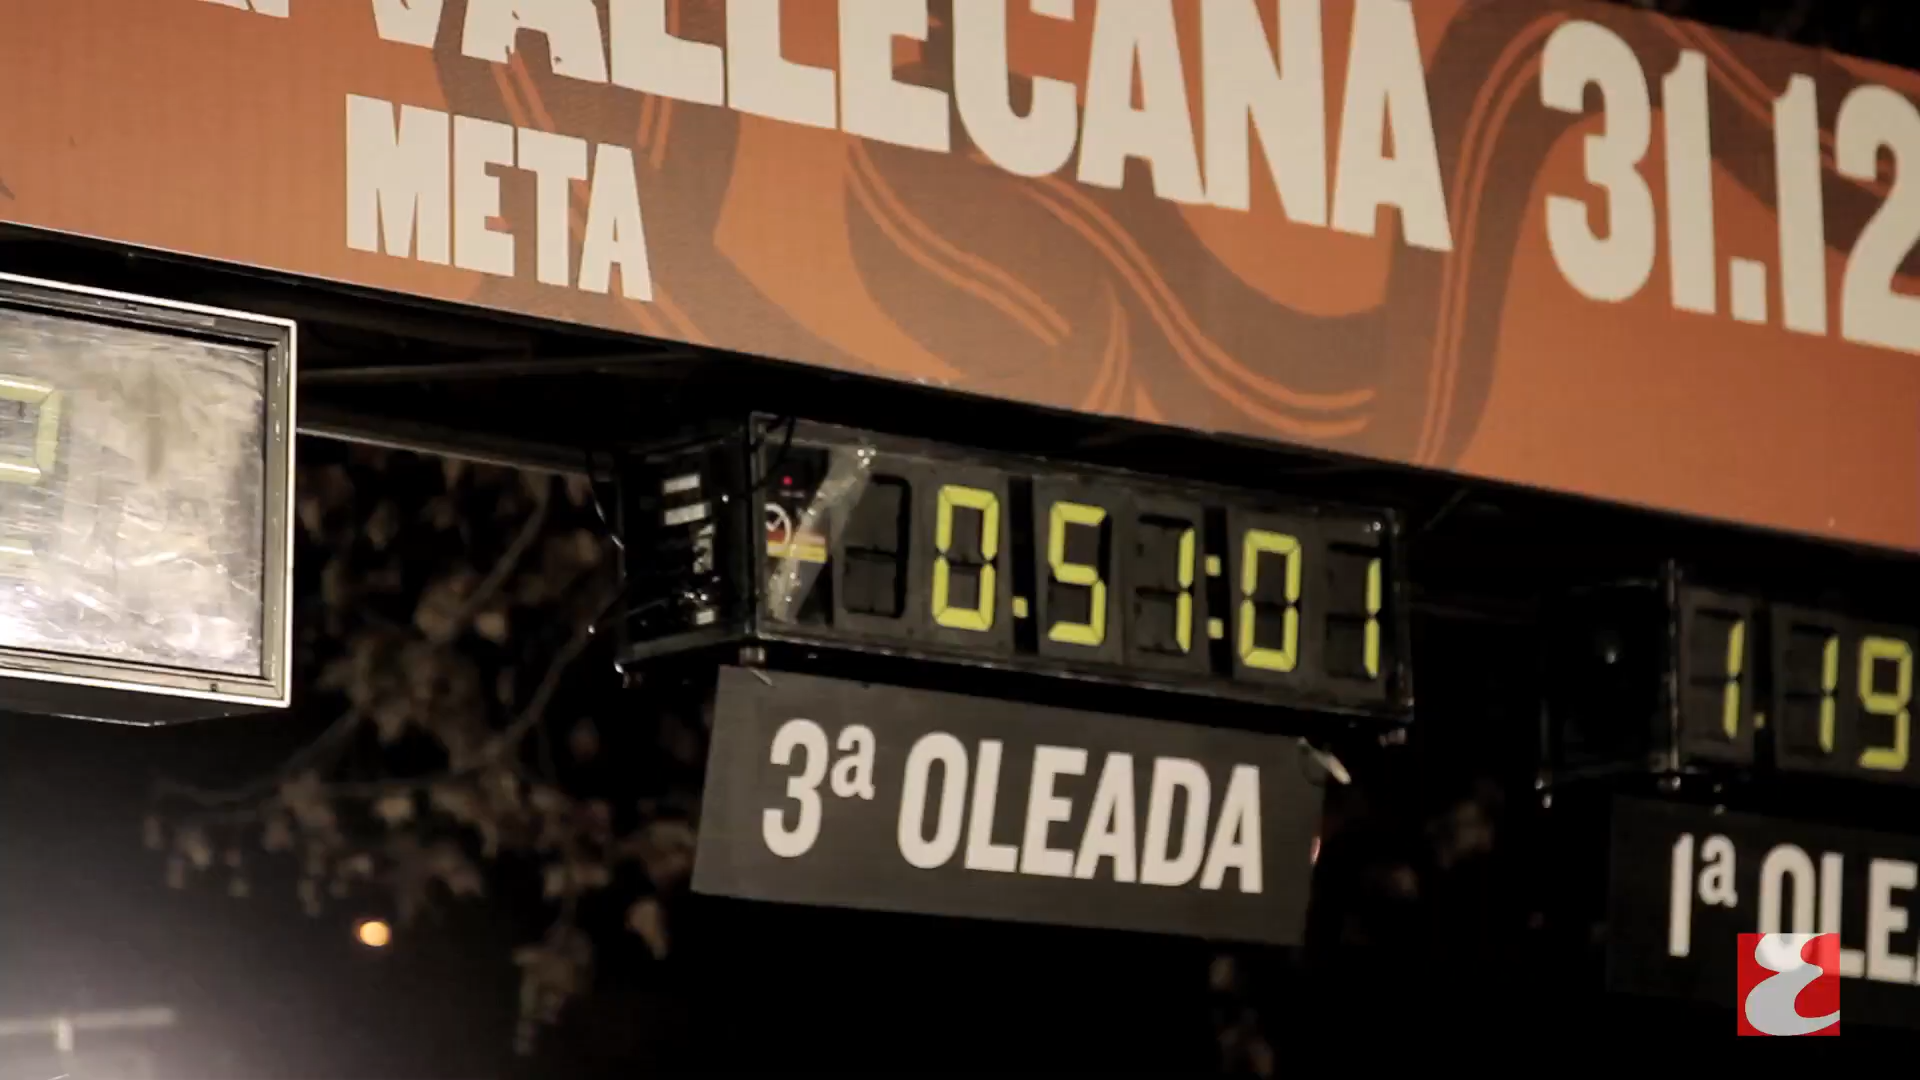 VALLECANA 31.12
META
0.51:01
1.19
3ª OLEADA
1ª OLE